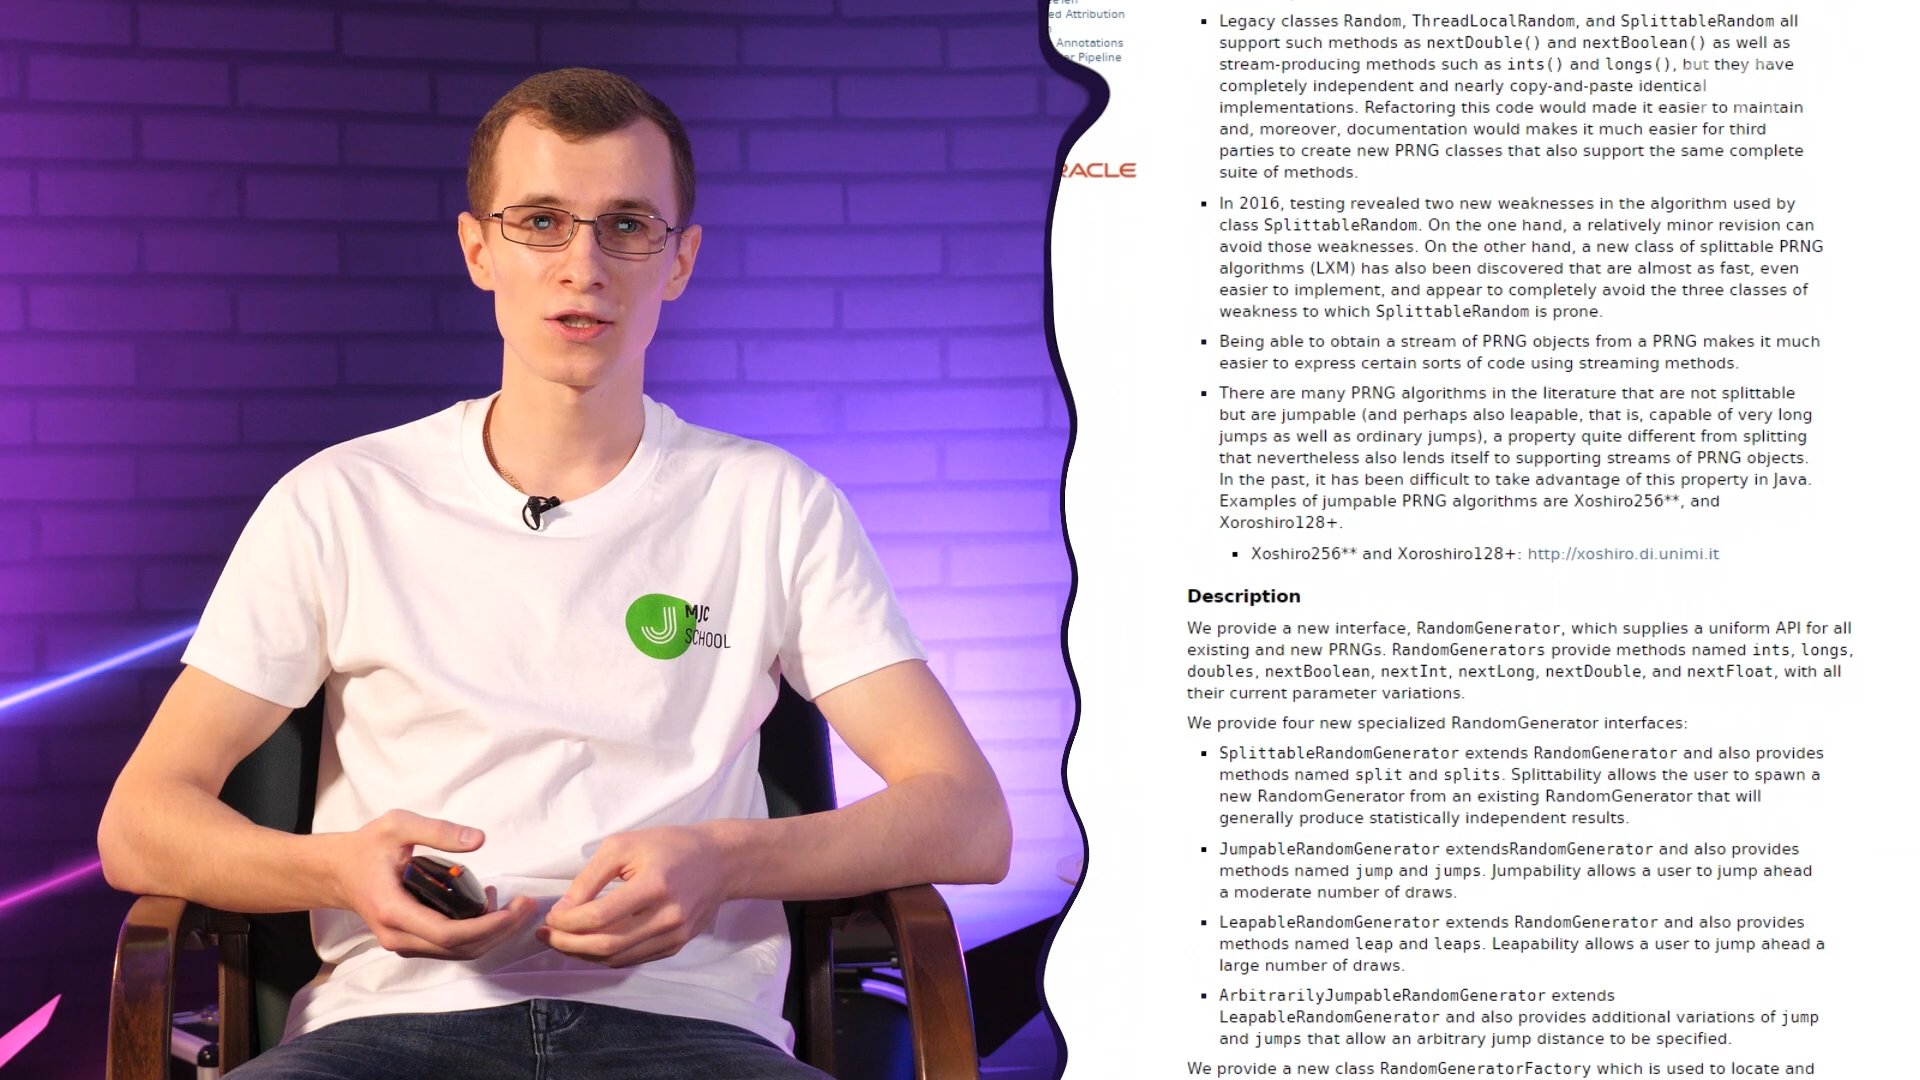 ed Attribution
Annotations
er Pipeline
RACLE
MJC
SCHOOL
▪ Legacy classes Random, ThreadLocalRandom, and SplittableRandom all
support such methods as nextDouble() and nextBoolean() as well as
stream-producing methods such as ints() and longs(), but they have
completely independent and nearly copy-and-paste identical
implementations. Refactoring this code would made it easier to maintain
and, moreover, documentation would makes it much easier for third
parties to create new PRNG classes that also support the same complete
suite of methods.
▪ In 2016, testing revealed two new weaknesses in the algorithm used by
class SplittableRandom. On the one hand, a relatively minor revision can
avoid those weaknesses. On the other hand, a new class of splittable PRNG
algorithms (LXM) has also been discovered that are almost as fast, even
easier to implement, and appear to completely avoid the three classes of
weakness to which SplittableRandom is prone.
▪ Being able to obtain a stream of PRNG objects from a PRNG makes it much
easier to express certain sorts of code using streaming methods.
▪ There are many PRNG algorithms in the literature that are not splittable
but are jumpable (and perhaps also leapable, that is, capable of very long
jumps as well as ordinary jumps), a property quite different from splitting
that nevertheless also lends itself to supporting streams of PRNG objects.
In the past, it has been difficult to take advantage of this property in Java.
Examples of jumpable PRNG algorithms are Xoshiro256**, and
Xoroshiro128+.
▪ Xoshiro256** and Xoroshiro128+: http://xoshiro.di.unimi.it
Description
We provide a new interface, RandomGenerator, which supplies a uniform API for all
existing and new PRNGs. RandomGenerators provide methods named ints, longs,
doubles, nextBoolean, nextInt, nextLong, nextDouble, and nextFloat, with all
their current parameter variations.
We provide four new specialized RandomGenerator interfaces:
▪ SplittableRandomGenerator extends RandomGenerator and also provides
methods named split and splits. Splittability allows the user to spawn a
new RandomGenerator from an existing RandomGenerator that will
generally produce statistically independent results.
▪ JumpableRandomGenerator extendsRandomGenerator and also provides
methods named jump and jumps. Jumpability allows a user to jump ahead
a moderate number of draws.
▪ LeapableRandomGenerator extends RandomGenerator and also provides
methods named leap and leaps. Leapability allows a user to jump ahead a
large number of draws.
▪ ArbitrarilyJumpableRandomGenerator extends
LeapableRandomGenerator and also provides additional variations of jump
and jumps that allow an arbitrary jump distance to be specified.
We provide a new class RandomGeneratorFactory which is used to locate and